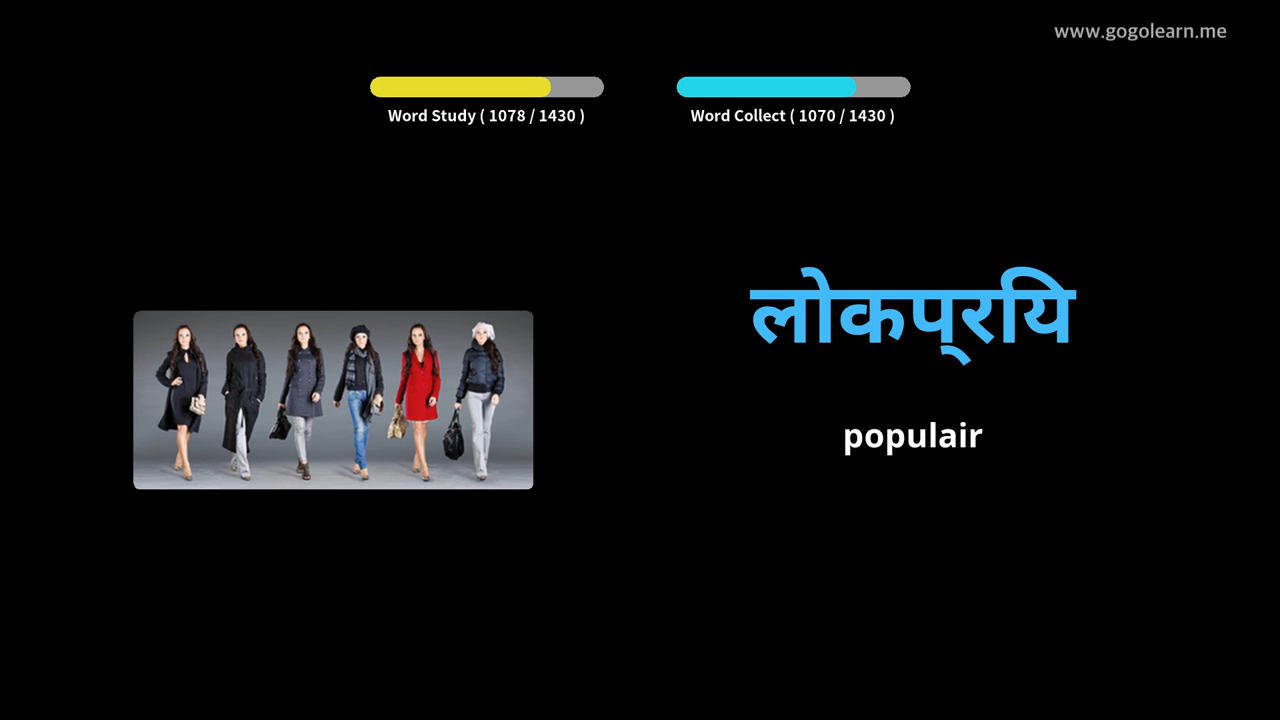 www.gogolearn.me
Word Study ( 1078 / 1430 )
Word Collect ( 1070 / 1430 )
लोकप्रिय
populair